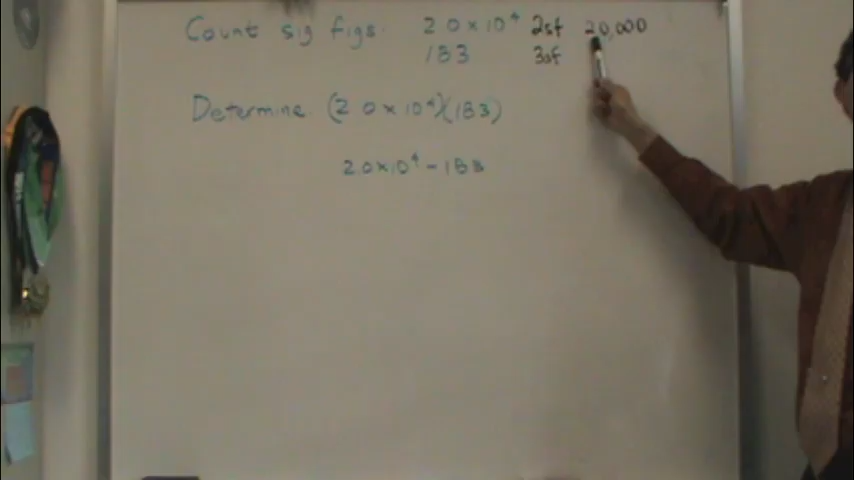 Count sig figs. 2.0 × 10⁴ 2sf 20,000
183 3sf
Determine. (2.0 × 10⁴)(183)
2.0 × 10⁴ − 183